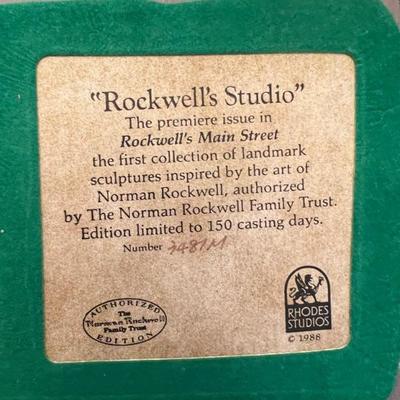 "Rockwell's Studio"
The premiere issue in
Rockwell's Main Street
the first collection of landmark
sculptures inspired by the art of
Norman Rockwell, authorized
by The Norman Rockwell Family Trust.
Edition limited to 150 casting days.
Number 3481M
AUTHORIZED
The
Norman Rockwell
Family Trust
EDITION
RHODES
STUDIOS
© 1988